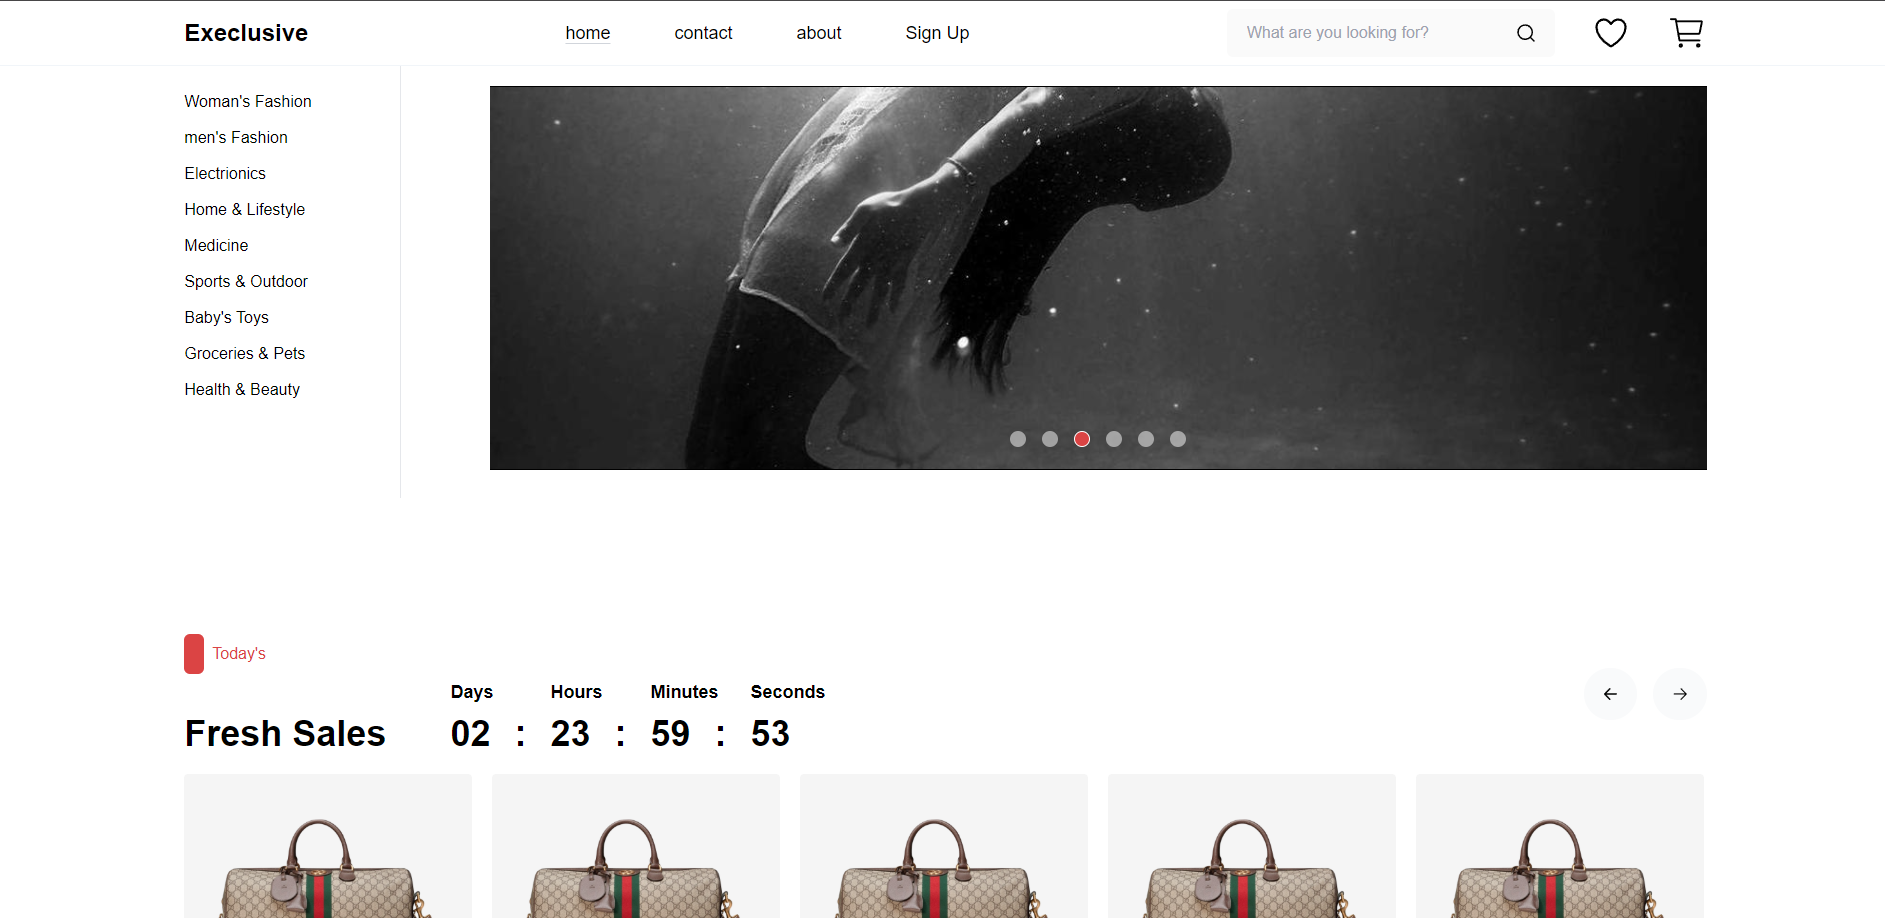 Execlusive
home
contact
about
Sign Up
What are you looking for?
Woman's Fashion
men's Fashion
Electrionics
Home & Lifestyle
Medicine
Sports & Outdoor
Baby's Toys
Groceries & Pets
Health & Beauty
Today's
Fresh Sales
Days Hours Minutes Seconds
02 : 23 : 59 : 53